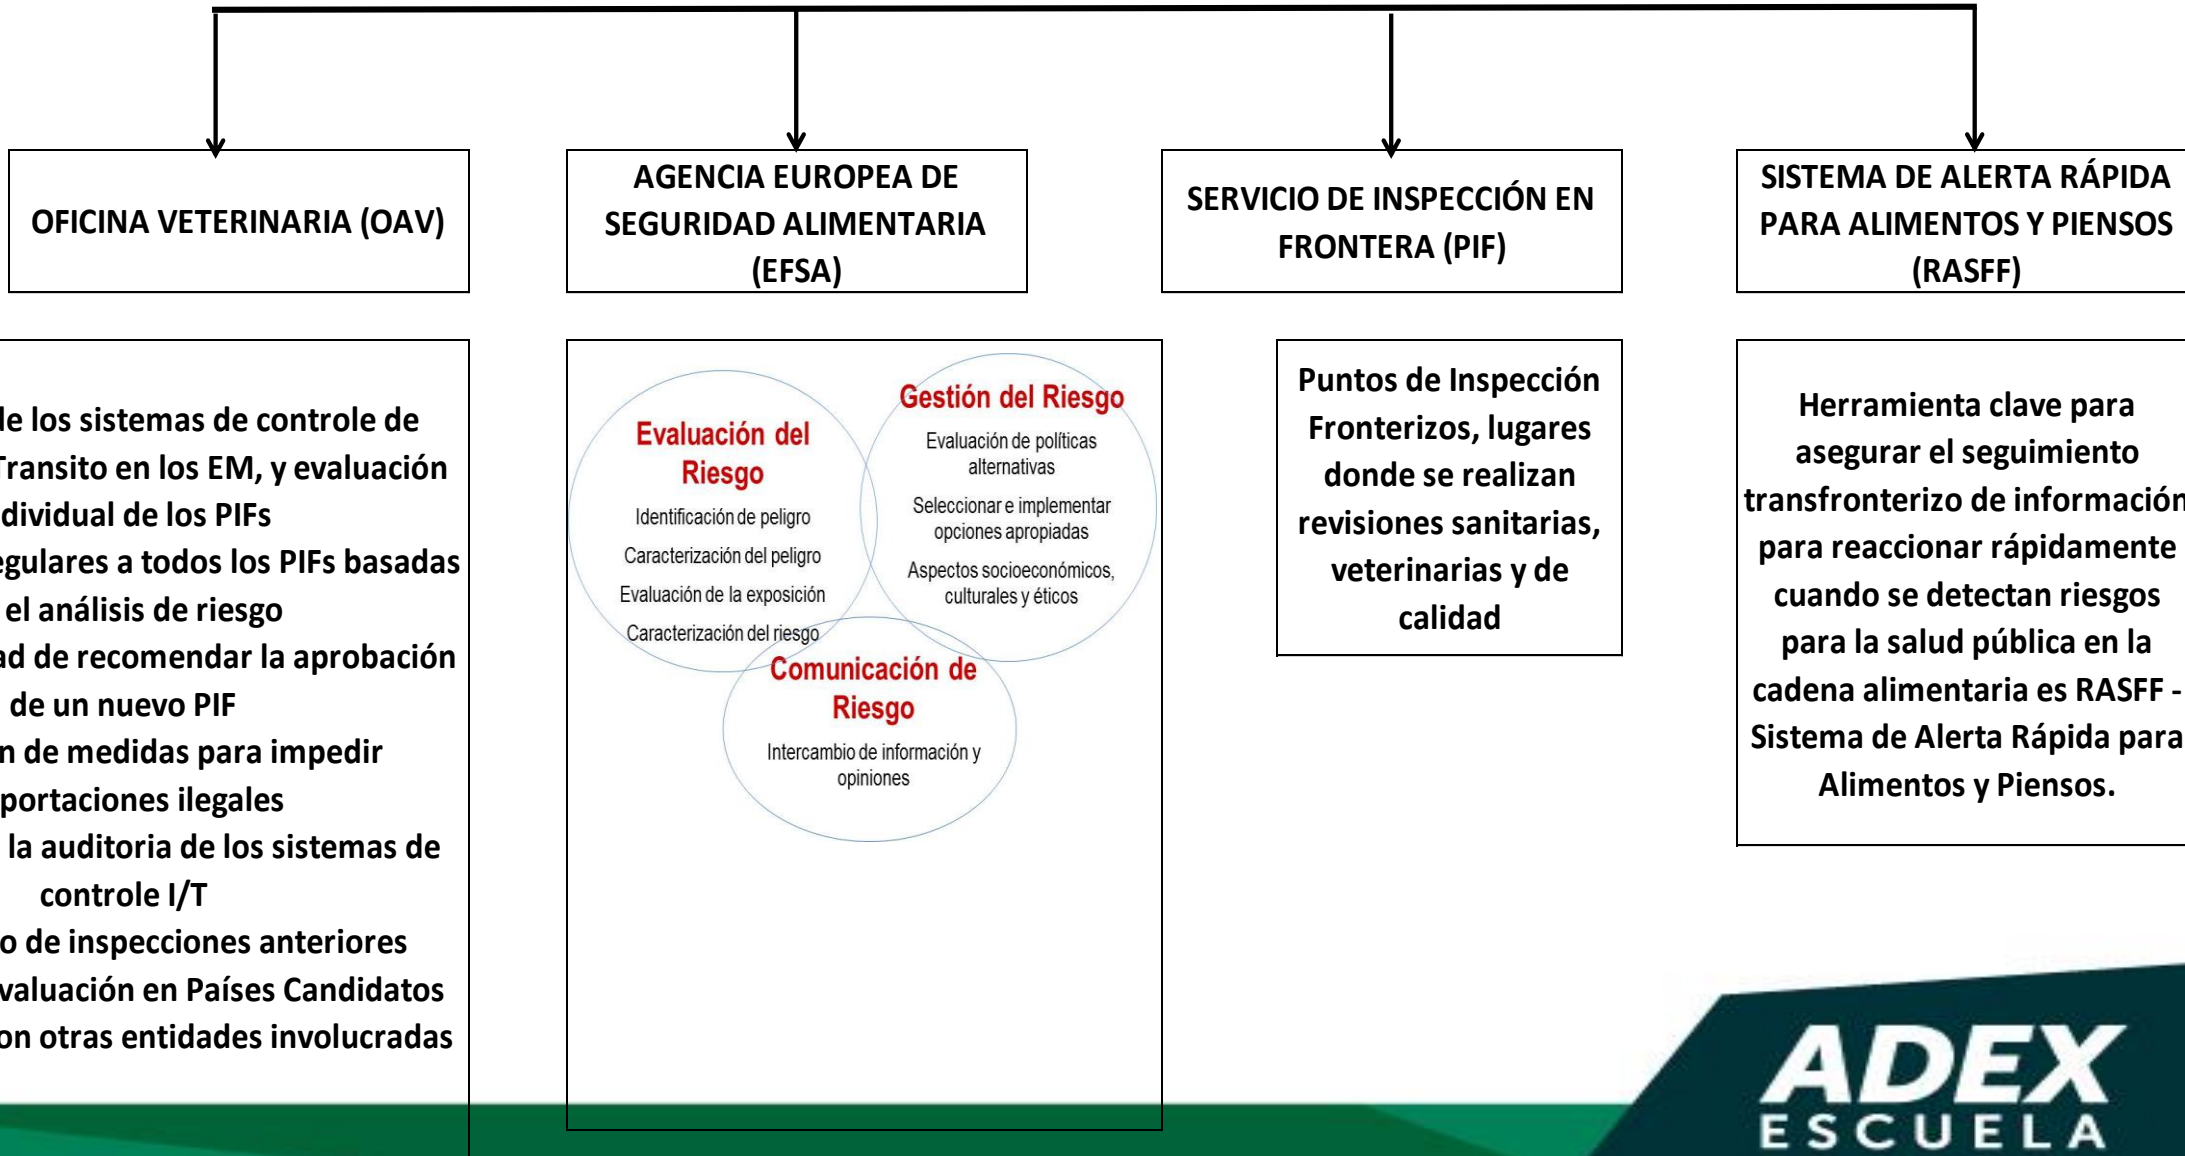 OFICINA VETERINARIA (OAV)
AGENCIA EUROPEA DE
SEGURIDAD ALIMENTARIA
(EFSA)
SERVICIO DE INSPECCIÓN EN
FRONTERA (PIF)
SISTEMA DE ALERTA RÁPIDA
PARA ALIMENTOS Y PIENSOS
(RASFF)
de los sistemas de controle de
Transito en los EM, y evaluación
dividual de los PIFs
egulares a todos los PIFs basadas
el análisis de riesgo
ad de recomendar la aprobación
de un nuevo PIF
n de medidas para impedir
portaciones ilegales
la auditoria de los sistemas de
controle I/T
o de inspecciones anteriores
valuación en Países Candidatos
on otras entidades involucradas
Evaluación del
Riesgo
Identificación de peligro
Caracterización del peligro
Evaluación de la exposición
Caracterización del riesgo
Gestión del Riesgo
Evaluación de políticas
alternativas
Seleccionar e implementar
opciones apropiadas
Aspectos socioeconómicos,
culturales y éticos
Comunicación de
Riesgo
Intercambio de información y
opiniones
Puntos de Inspección
Fronterizos, lugares
donde se realizan
revisiones sanitarias,
veterinarias y de
calidad
Herramienta clave para
asegurar el seguimiento
transfronterizo de información
para reaccionar rápidamente
cuando se detectan riesgos
para la salud pública en la
cadena alimentaria es RASFF -
Sistema de Alerta Rápida para
Alimentos y Piensos.
ADEX
ESCUELA